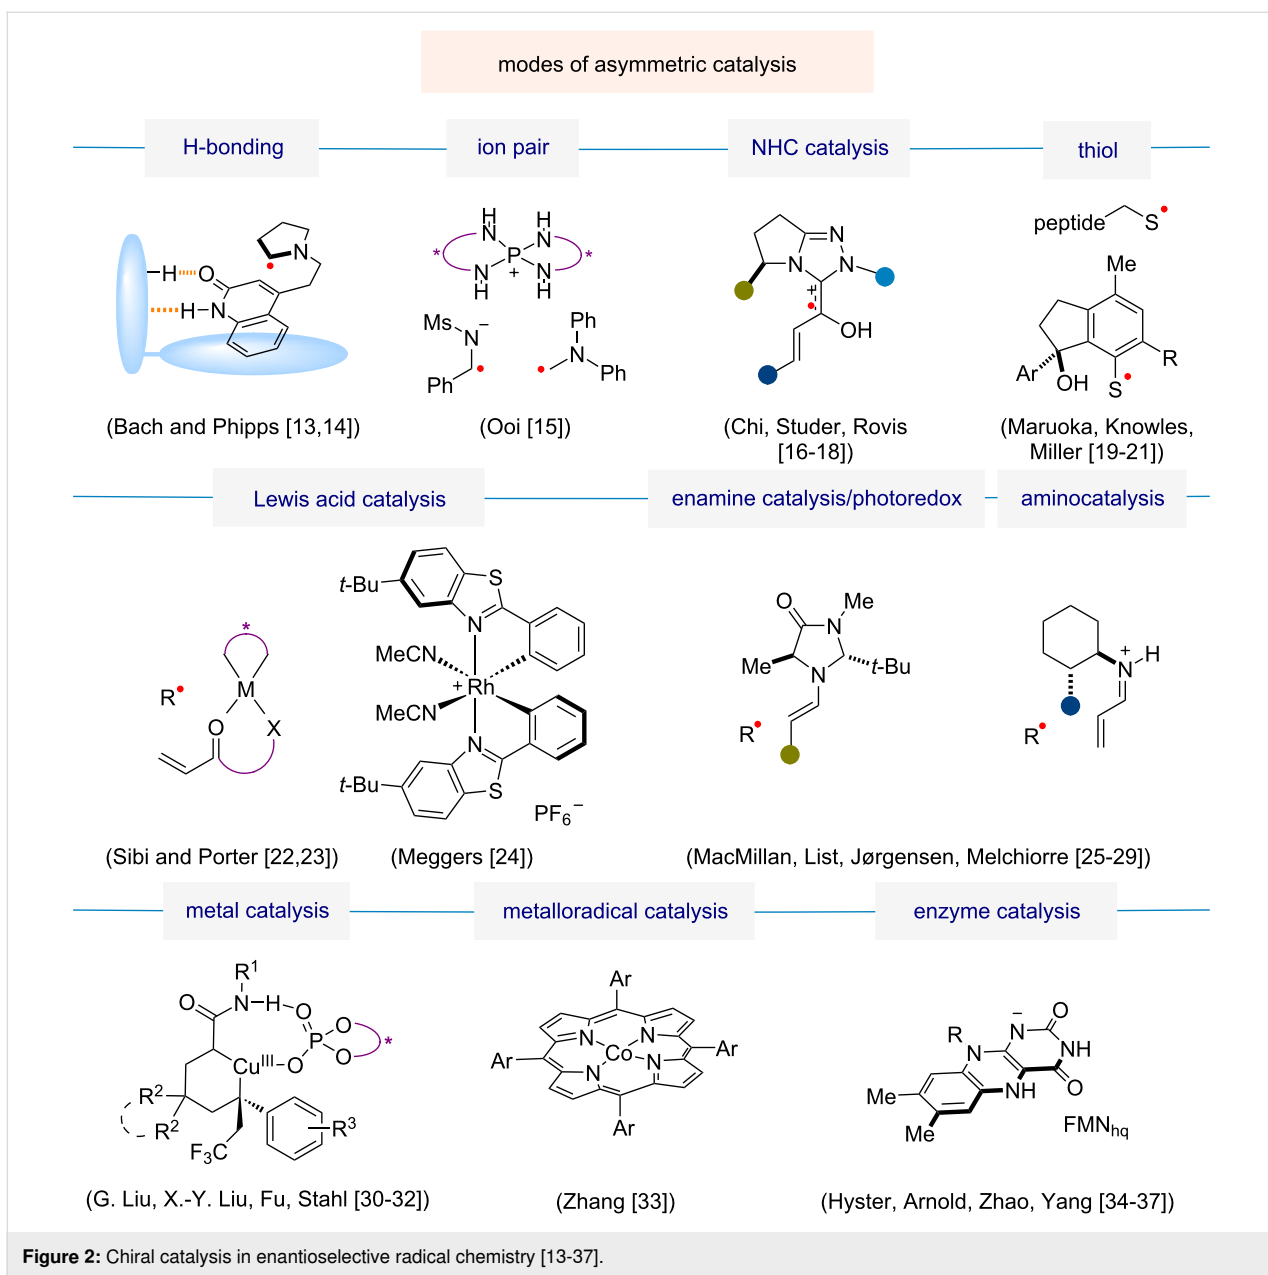 modes of asymmetric catalysis
H-bonding
ion pair
NHC catalysis
thiol
H
O
H
N
N
H
N
H
N
P
+
N
H
N
H
*
*
Ms
N
−
Ph
Ph
N
Ph
N
N
N
+
OH
peptide
S
Me
Ar
OH
S
R
(Bach and Phipps [13,14])
(Ooi [15])
(Chi, Studer, Rovis
[16-18])
(Maruoka, Knowles,
Miller [19-21])
Lewis acid catalysis
enamine catalysis/photoredox
aminocatalysis
*
M
R
O
X
t-Bu
S
N
MeCN
+
Rh
MeCN
N
S
t-Bu
PF6−
O
Me
N
Me
N
t-Bu
R
+
N
H
R
(Sibi and Porter [22,23])
(Meggers [24])
(MacMillan, List, Jørgensen, Melchiorre [25-29])
metal catalysis
metalloradical catalysis
enzyme catalysis
R1
O
N
H
O
P
O
O
*
CuIII
O
R2
R2
F3C
R3
Ar
N
N
Ar
Co
Ar
N
N
Ar
R
N
−
N
O
NH
O
NH
Me
Me
FMNhq
(G. Liu, X.-Y. Liu, Fu, Stahl [30-32])
(Zhang [33])
(Hyster, Arnold, Zhao, Yang [34-37])
Figure 2: Chiral catalysis in enantioselective radical chemistry [13-37].